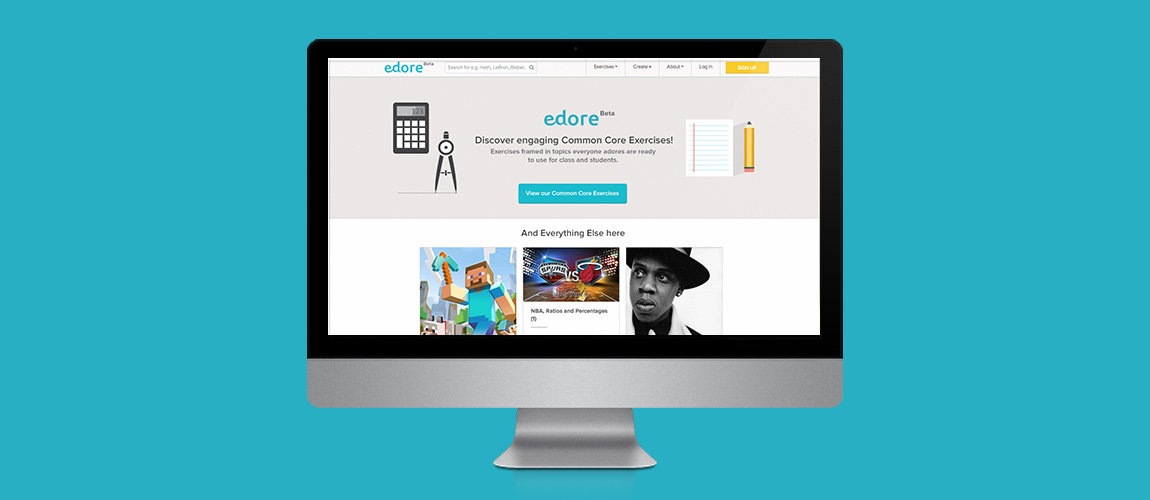 edore Beta
Search for e.g. Math, LeBron, Bieber,
Exercises
Create
About
Log In
SIGN UP
123
edore Beta
Discover engaging Common Core Exercises!
Exercises framed in topics everyone adores are ready
to use for class and students.
View our Common Core Exercises
And Everything Else here
SPURS
VS
HEAT
NBA, Ratios and Percentages
(1)